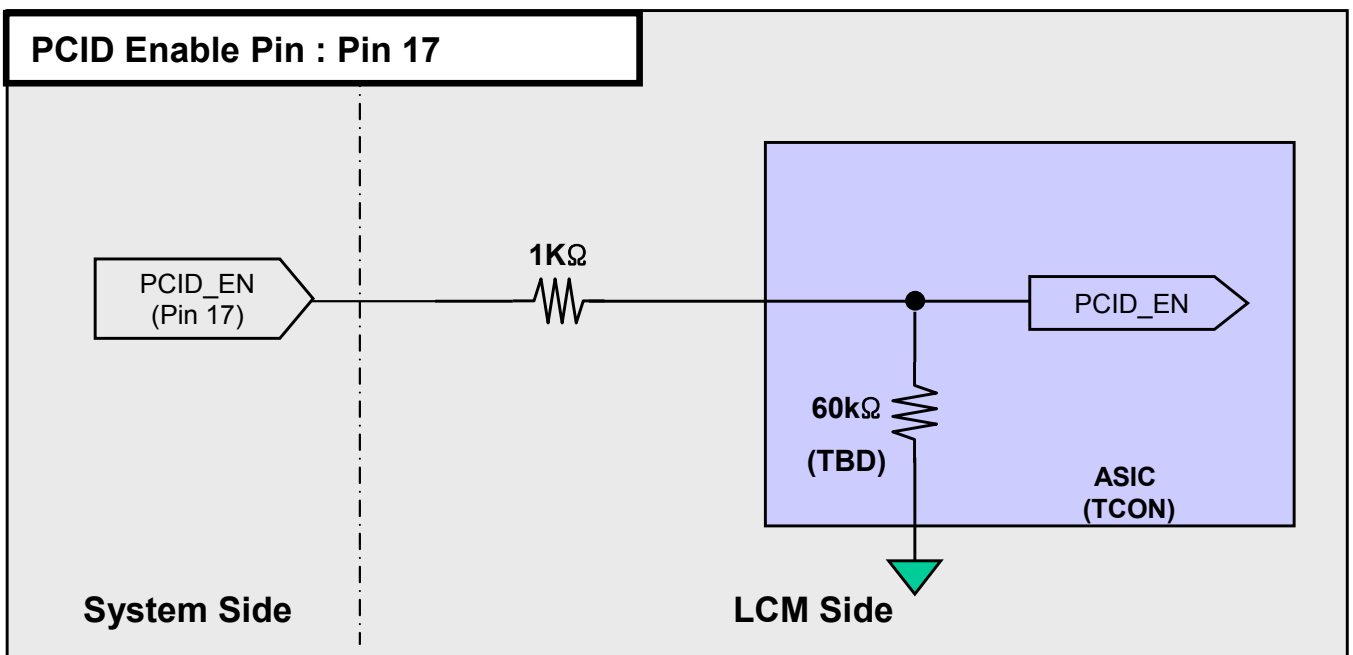 PCID Enable Pin : Pin 17
1KΩ
PCID_EN
(Pin 17)
PCID_EN
60kΩ
(TBD)
ASIC
(TCON)
System Side
LCM Side